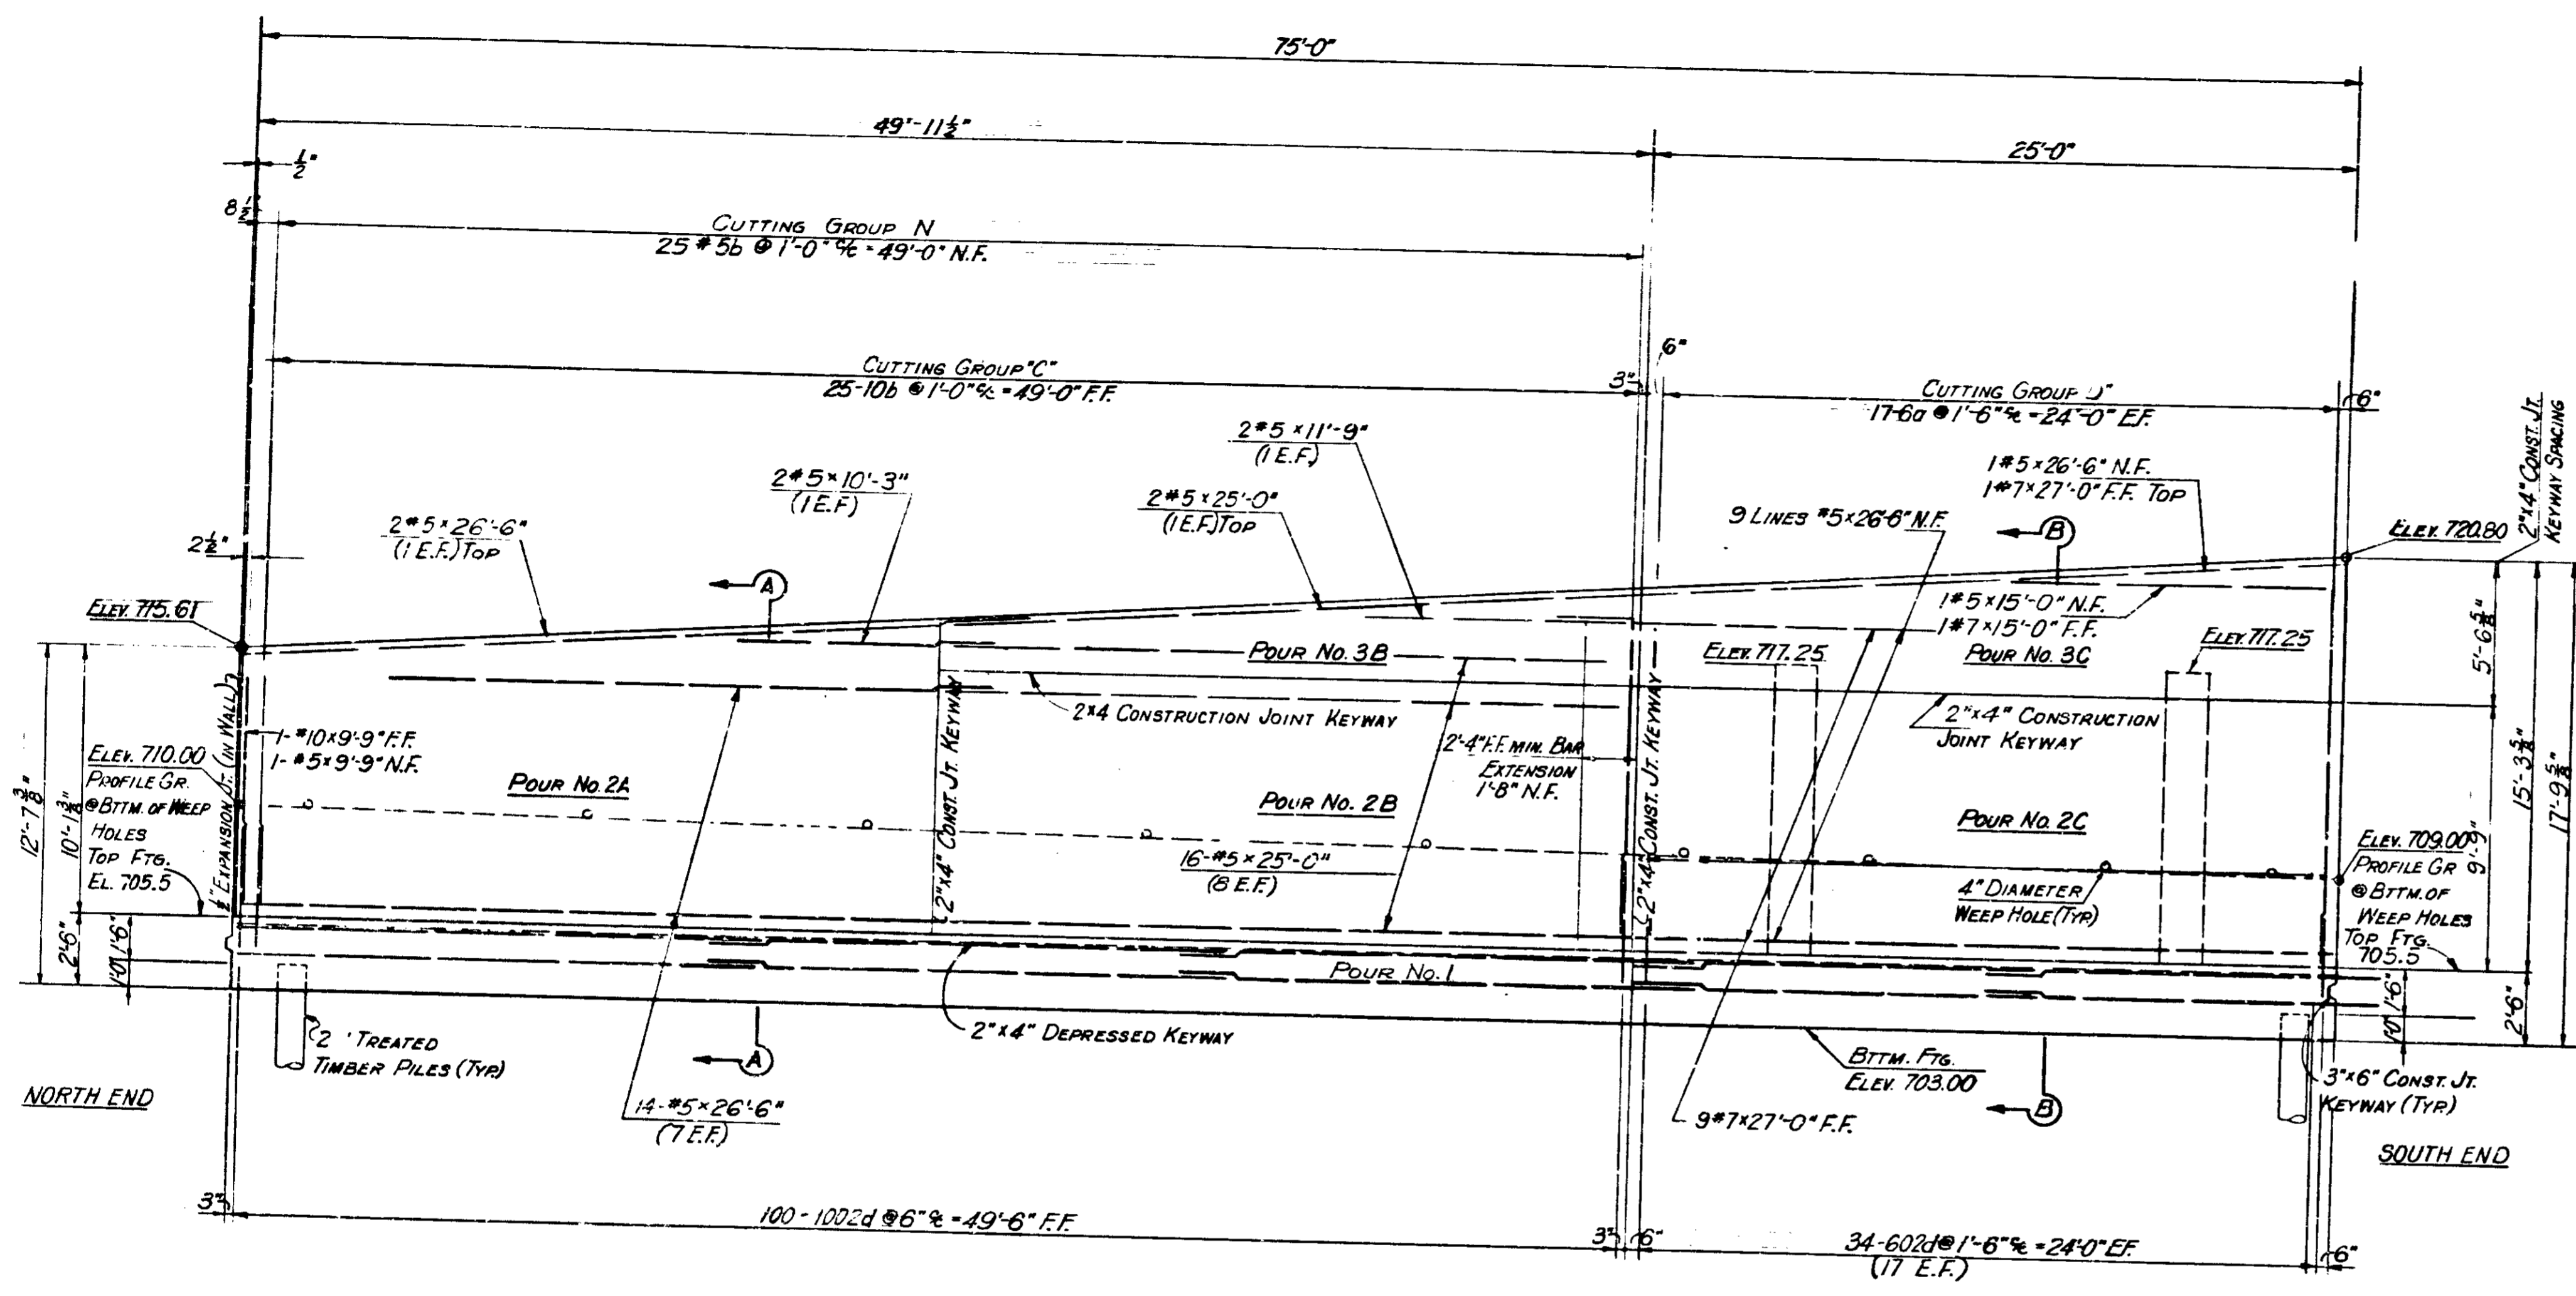 75'-0"
49'-11½"
25'-0"
½"
8½"
CUTTING GROUP N
25 #5b @ 1'-0" c/c = 49'-0" N.F.
CUTTING GROUP "C"
25-10b @ 1'-0" c/c = 49'-0" F.F.
3"
6"
CUTTING GROUP
17-6a @ 1'-6" c/c = 24'-0" E.F.
6"
2"x4" CONST. JT.
KEYWAY SPACING
2#5 x 11'-9"
(1 E.F.)
2#5 x 10'-3"
(1 E.F.)
2#5 x 25'-0"
(1 E.F.) TOP
2#5 x 26'-6"
(1 E.F.) TOP
1#5 x 26'-6" N.F.
1#7 x 27'-0" F.F. TOP
9 LINES #5x26'-6" N.F.
2½"
A
B
ELEV. 720.80
ELEV. 715.61
1#5 x 15'-0" N.F.
1#7 x 15'-0" F.F.
POUR NO. 3B
ELEV. 717.25
POUR NO. 3C
ELEV. 717.25
5'-6⅝"
2x4 CONSTRUCTION JOINT KEYWAY
2"x4" CONSTRUCTION
JOINT KEYWAY
1-#10x9'-9" F.F.
1-#5x9'-9" N.F.
ELEV. 710.00
PROFILE GR.
@ BTTM. OF WEEP
HOLES
TOP FTG.
EL. 705.5
½" EXPANSION JT. (IN WALL)
12'-7⅜"
10'-1⅜"
POUR NO. 2A
2"x4" CONST. JT. KEYWAY
2'-4" F.F. MIN. BAR
EXTENSION
1'-8" N.F.
POUR NO. 2B
2"x4" CONST. JT. KEYWAY
POUR NO. 2C
15'-3⅝"
17'-9⅝"
9'-9"
16-#5 x 25'-0"
(8 E.F.)
4" DIAMETER
WEEP HOLE (TYP.)
ELEV. 709.00
PROFILE GR
@ BTTM. OF
WEEP HOLES
TOP FTG.
705.5
2'-6"
1'-6"
1'-0"
POUR NO. 1
1'-6"
1'-0"
2'-6"
2"x4" DEPRESSED KEYWAY
TREATED
TIMBER PILES (TYP.)
A
BTTM. FTG.
ELEV. 703.00
B
3"x6" CONST. JT.
KEYWAY (TYP.)
NORTH END
14-#5 x 26'-6"
(7 E.F.)
9#7x27'-0" F.F.
SOUTH END
3"
100-1002d @ 6" c/c = 49'-6" F.F.
3"
6"
34-602d @ 1'-6" c/c = 24'-0" E.F.
(17 E.F.)
6"